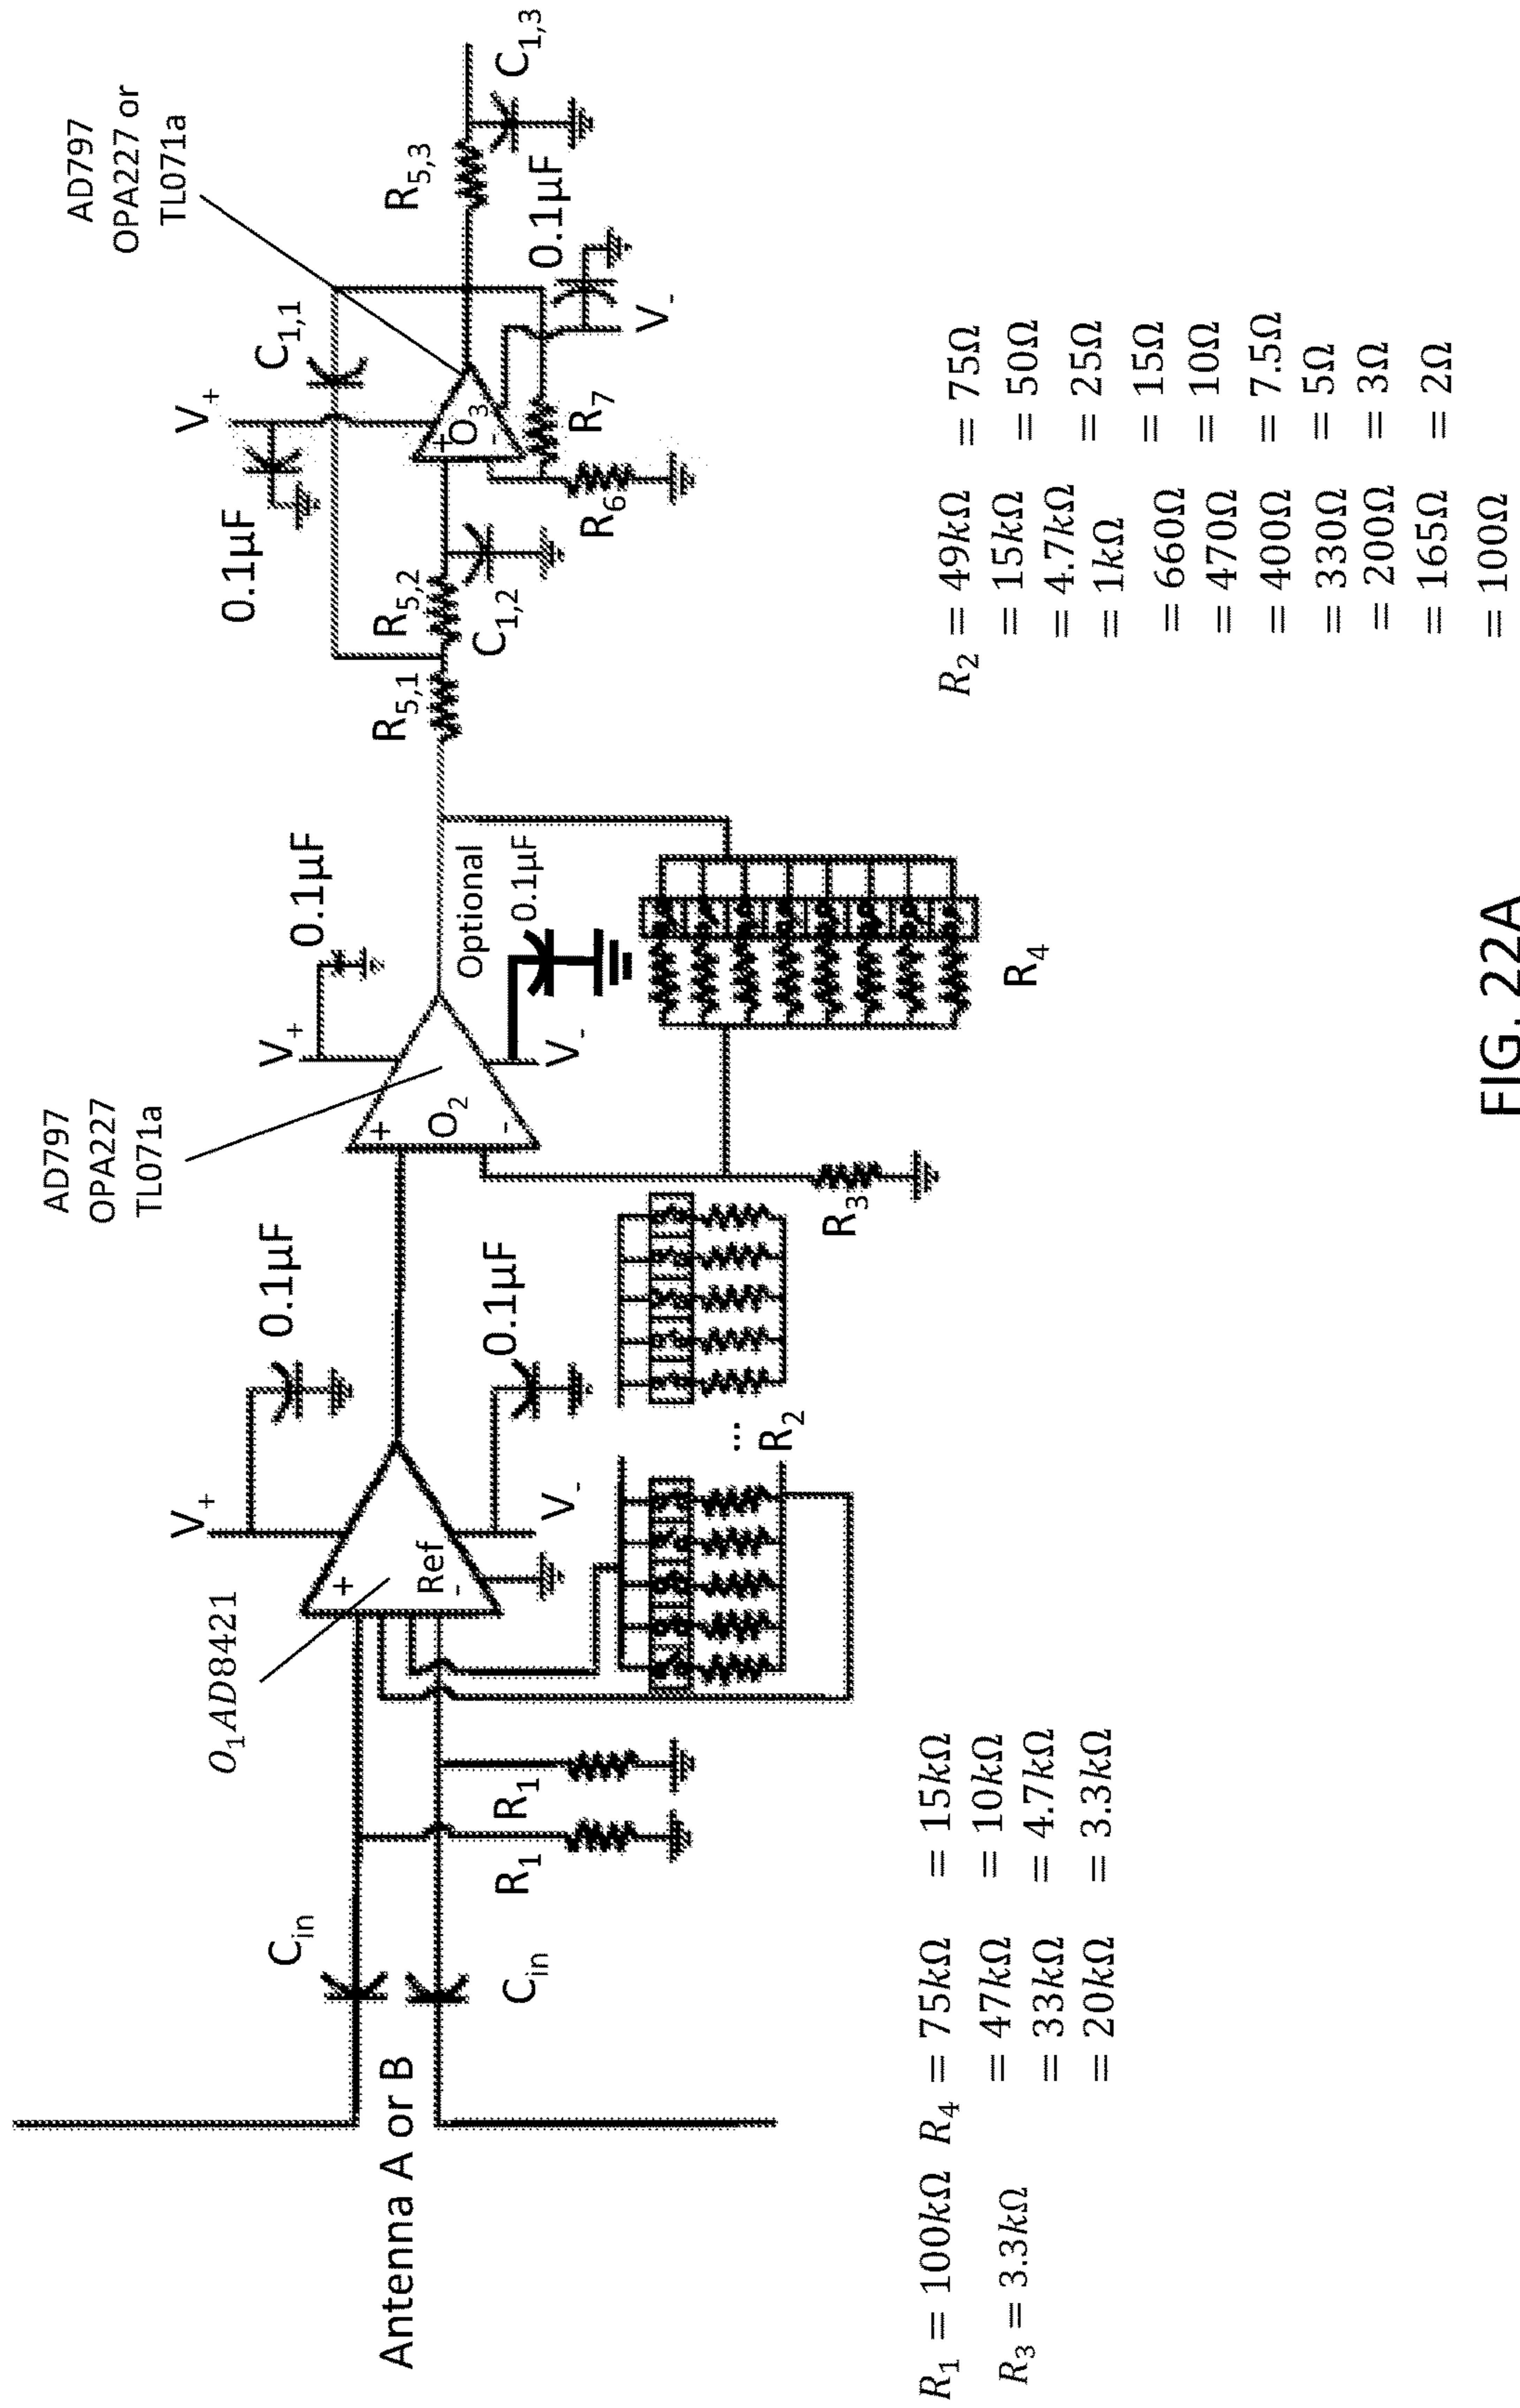 AD797
OPA227
TL071a
AD797
OPA227 or
TL071a
O₁AD8421
V+
0.1µF
V+
0.1µF
0.1µF
V+
C1,1
Cin
+
Ref
-
+
O₂
-
Optional
0.1µF
R5,1
R5,2
C1,2
+
O3
-
R5,3
C1,3
0.1µF
Antenna A or B
Cin
R1
R1
V-
0.1µF
V-
R6
R7
V-
...
R2
R3
R4
R₁ = 100kΩ R₄ = 75kΩ = 15kΩ
= 47kΩ = 10kΩ
R₃ = 3.3kΩ = 33kΩ = 4.7kΩ
= 20kΩ = 3.3kΩ
R₂ = 49kΩ = 75Ω
= 15kΩ = 50Ω
= 4.7kΩ = 25Ω
= 1kΩ = 15Ω
= 660Ω = 10Ω
= 470Ω = 7.5Ω
= 400Ω = 5Ω
= 330Ω = 3Ω
= 200Ω = 2Ω
= 165Ω
= 100Ω
FIG. 22A